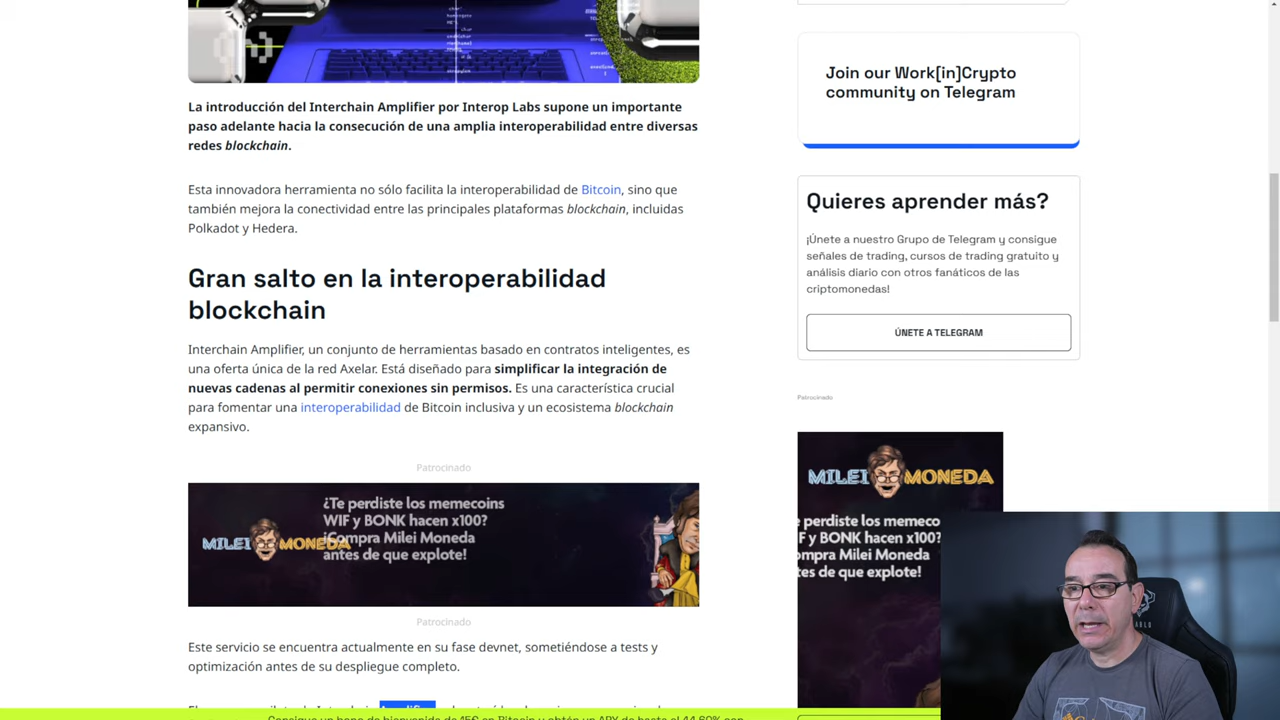 La introducción del Interchain Amplifier por Interop Labs supone un importante
paso adelante hacia la consecución de una amplia interoperabilidad entre diversas
redes blockchain.
Esta innovadora herramienta no sólo facilita la interoperabilidad de Bitcoin, sino que
también mejora la conectividad entre las principales plataformas blockchain, incluidas
Polkadot y Hedera.
Gran salto en la interoperabilidad
blockchain
Interchain Amplifier, un conjunto de herramientas basado en contratos inteligentes, es
una oferta única de la red Axelar. Está diseñado para simplificar la integración de
nuevas cadenas al permitir conexiones sin permisos. Es una característica crucial
para fomentar una interoperabilidad de Bitcoin inclusiva y un ecosistema blockchain
expansivo.
Patrocinado
MILEI MONEDA
¿Te perdiste los memecoins
WIF y BONK hacen x100?
¡Compra Milei Moneda
antes de que explote!
Patrocinado
Este servicio se encuentra actualmente en su fase devnet, sometiéndose a tests y
optimización antes de su despliegue completo.
Join our Work[in]Crypto
community on Telegram
Quieres aprender más?
¡Únete a nuestro Grupo de Telegram y consigue
señales de trading, cursos de trading gratuito y
análisis diario con otros fanáticos de las
criptomonedas!
ÚNETE A TELEGRAM
Patrocinado
MILEI MONEDA
perdiste los memeco
F y BONK hacen x100?
ompra Milei Moneda
tes de que explote!